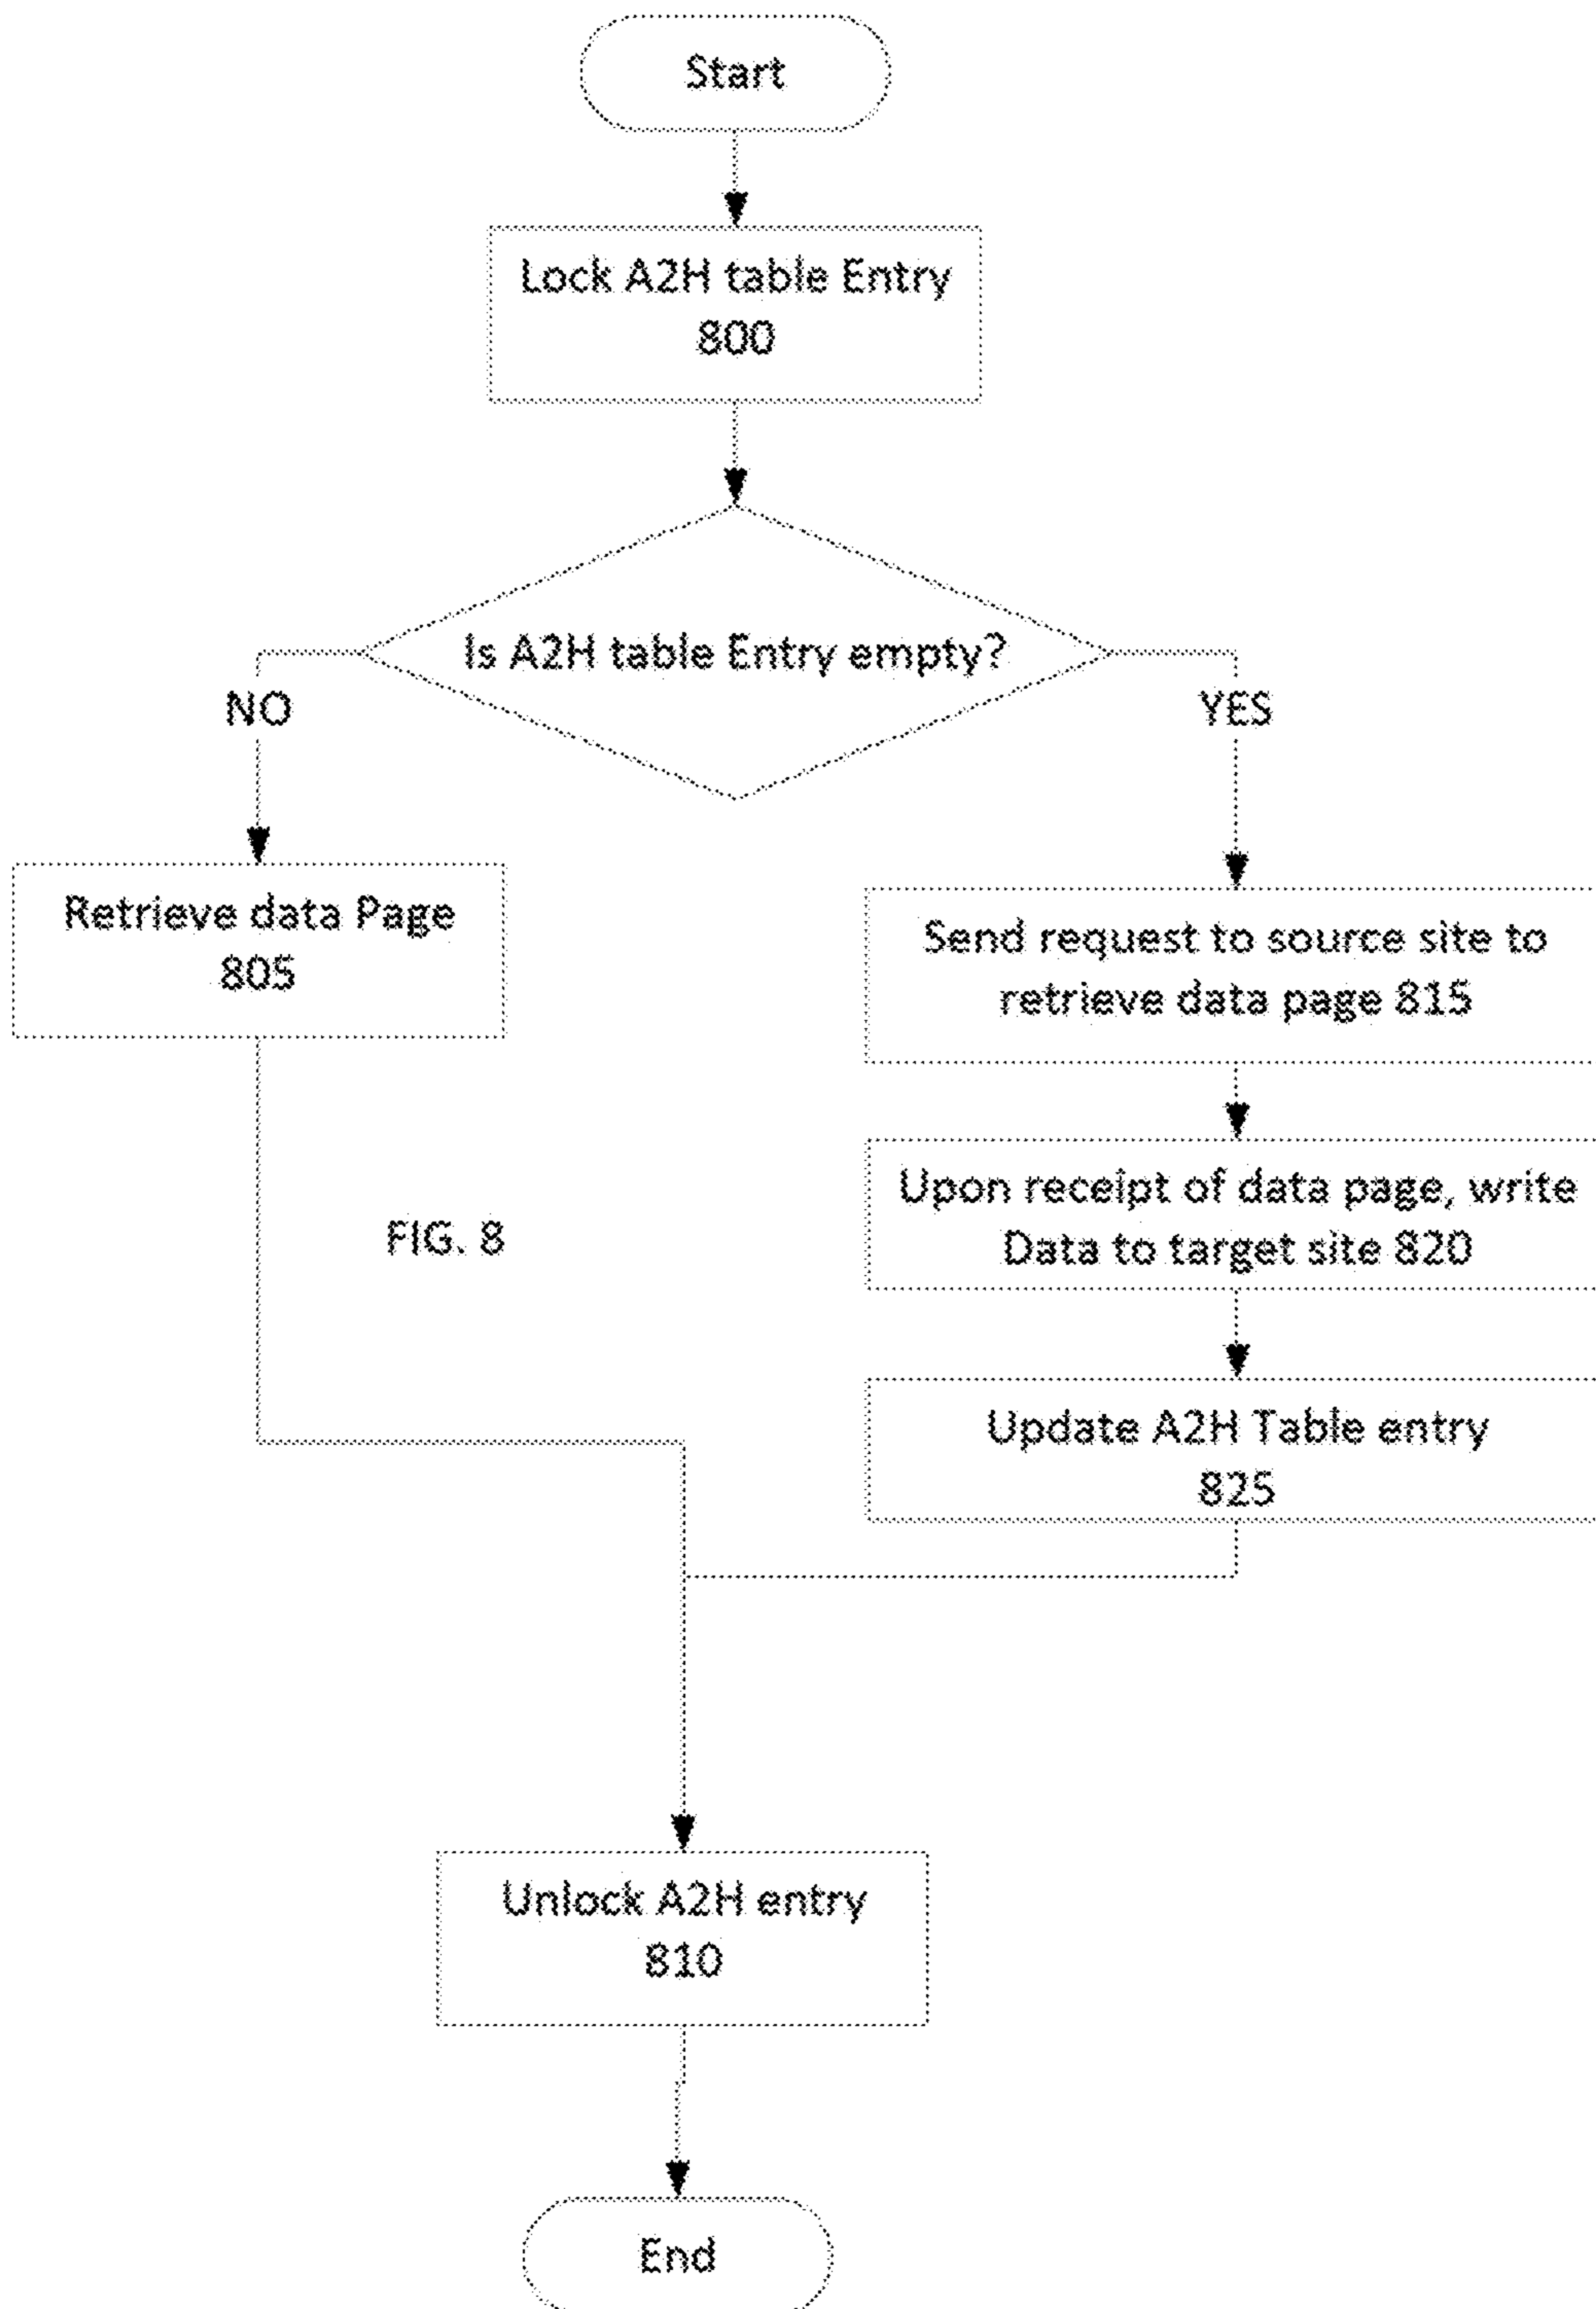 Start
Lock A2H table Entry
800
Is A2H table Entry empty?
NO
YES
Retrieve data Page
805
Send request to source site to
retrieve data page 815
Upon receipt of data page, write
Data to target site 820
FIG. 8
Update A2H Table entry
825
Unlock A2H entry
810
End